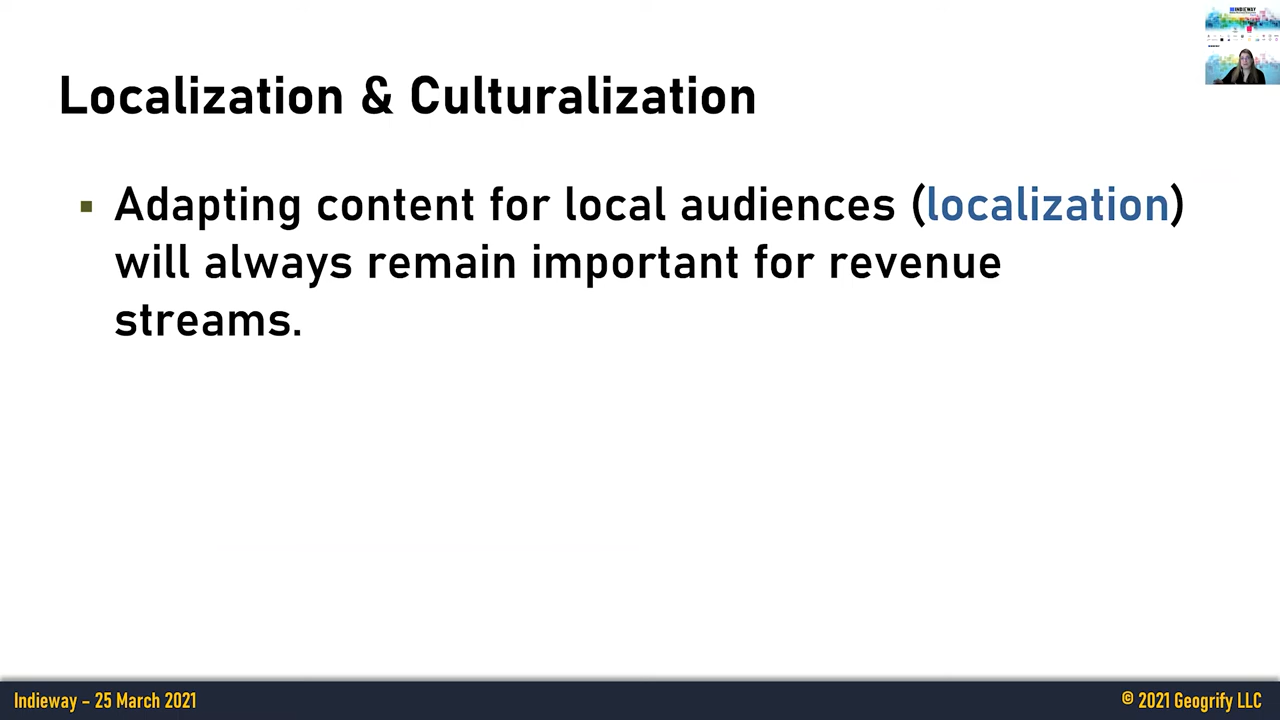 INDIEWAY
Localization & Culturalization
▪ Adapting content for local audiences (localization)
will always remain important for revenue
streams.
Indieway – 25 March 2021
© 2021 Geogrify LLC